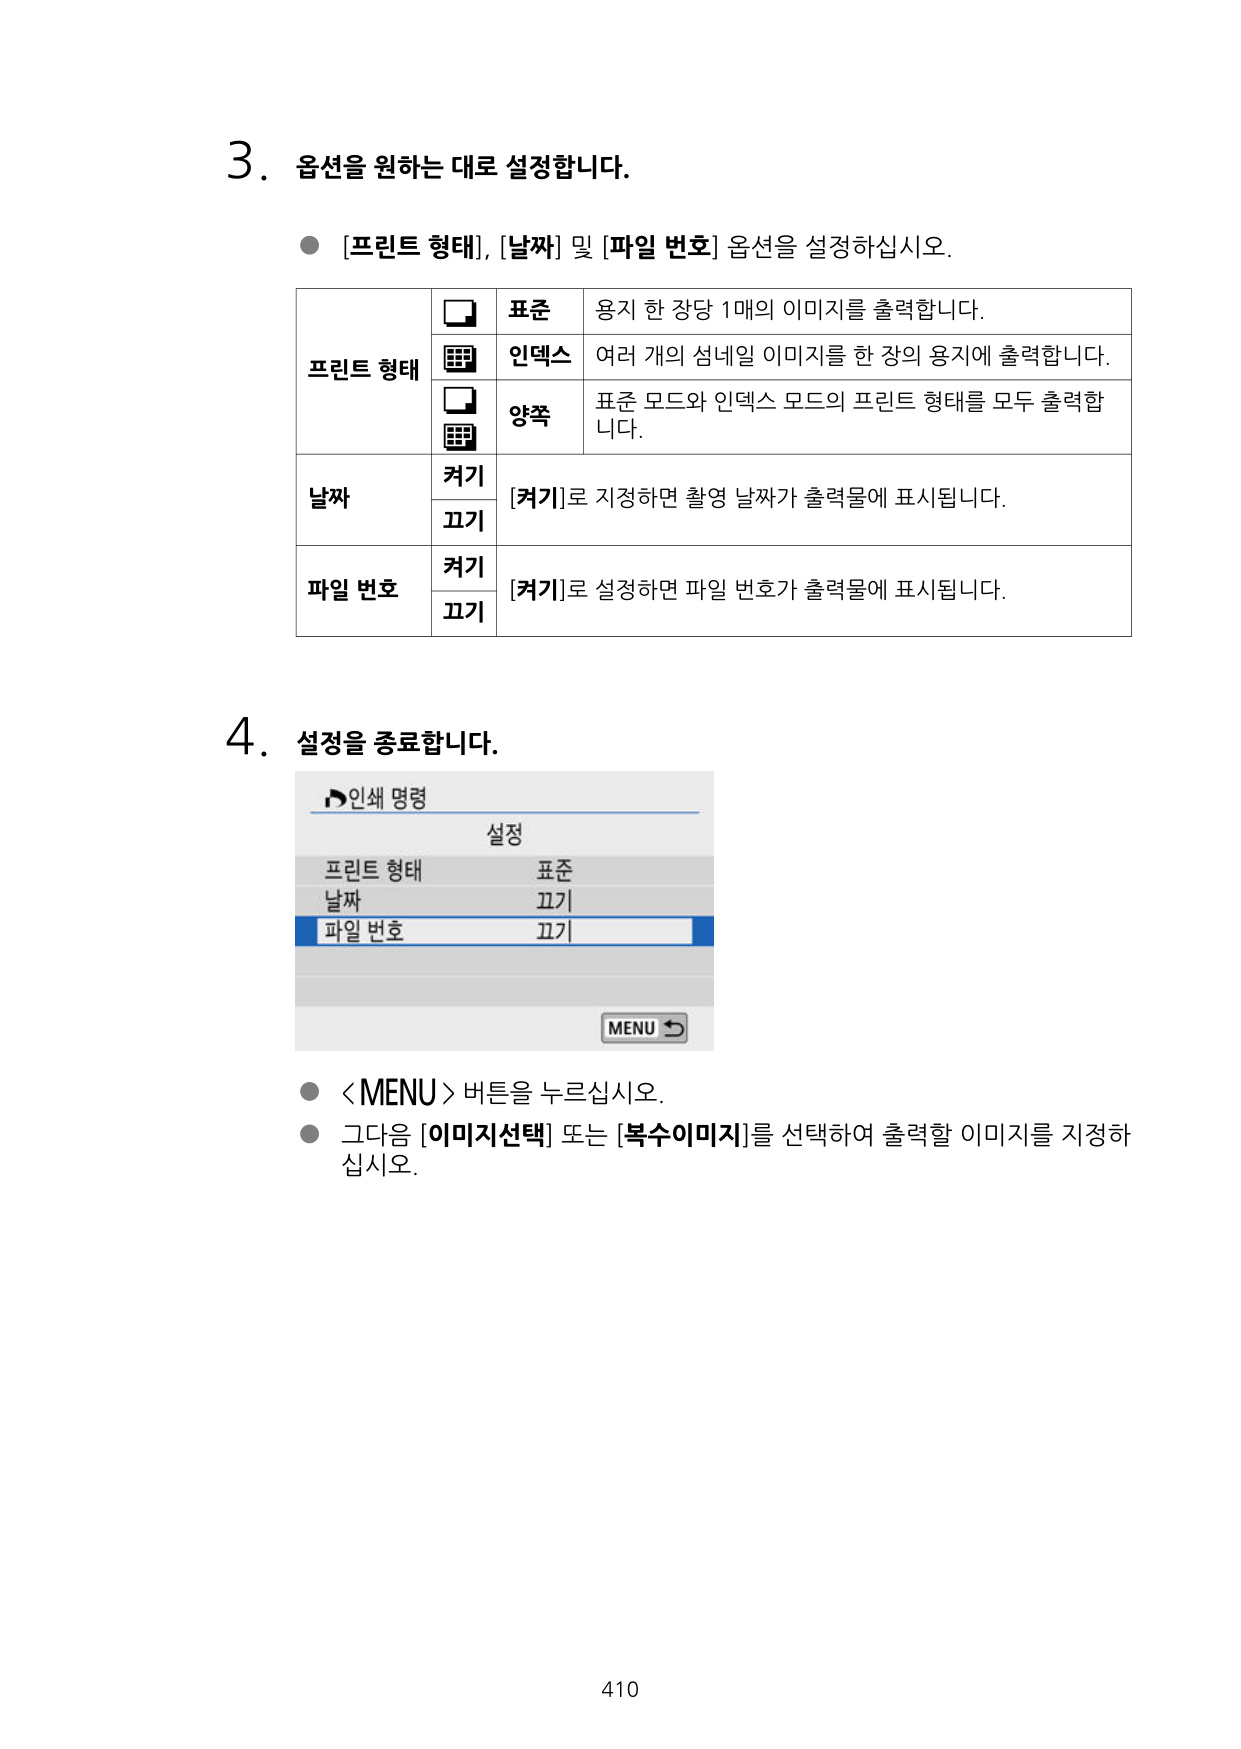 3. 옵션을 원하는 대로 설정합니다.
● [프린트 형태], [날짜] 및 [파일 번호] 옵션을 설정하십시오.
프린트 형태
표준 용지 한 장당 1매의 이미지를 출력합니다.
인덱스 여러 개의 섬네일 이미지를 한 장의 용지에 출력합니다.
양쪽 표준 모드와 인덱스 모드의 프린트 형태를 모두 출력합
니다.
날짜
켜기
끄기
[켜기]로 지정하면 촬영 날짜가 출력물에 표시됩니다.
파일 번호
켜기
끄기
[켜기]로 설정하면 파일 번호가 출력물에 표시됩니다.
4. 설정을 종료합니다.
인쇄 명령
설정
프린트 형태 표준
날짜 끄기
파일 번호 끄기
MENU
● <MENU> 버튼을 누르십시오.
● 그다음 [이미지선택] 또는 [복수이미지]를 선택하여 출력할 이미지를 지정하
십시오.
410